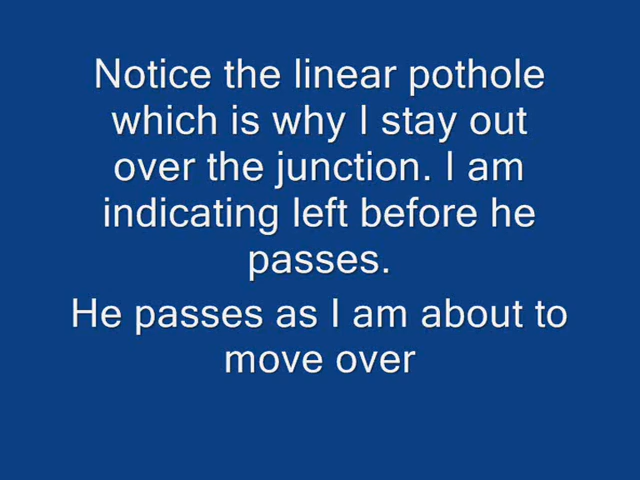 Notice the linear pothole
which is why I stay out
over the junction. I am
indicating left before he
passes.
He passes as I am about to
move over